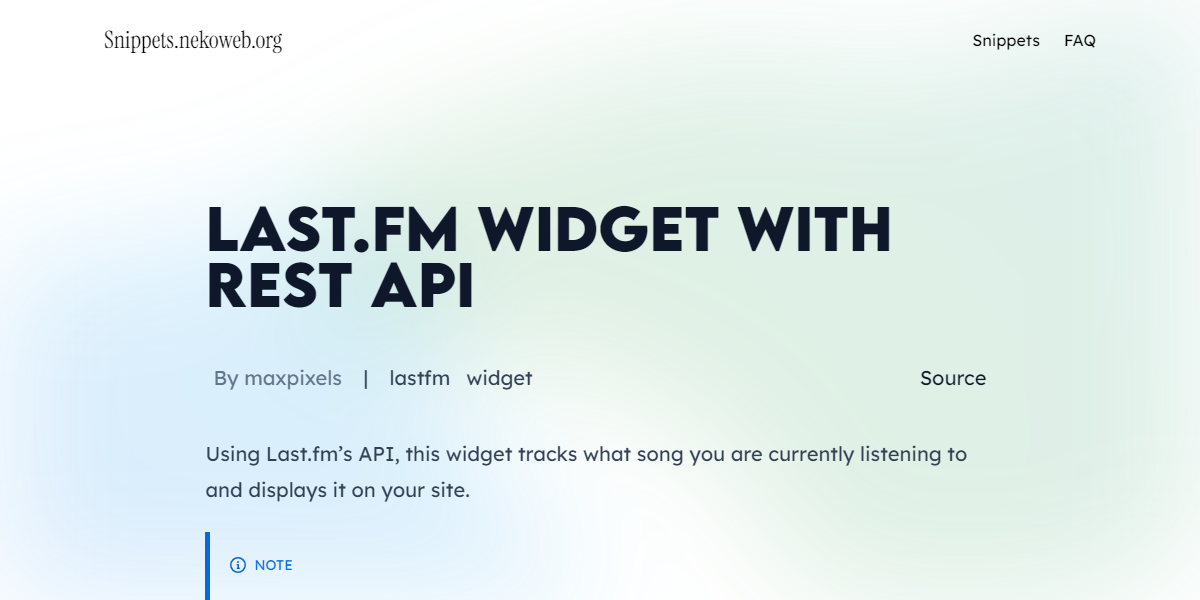 Snippets.nekoweb.org
Snippets FAQ
LAST.FM WIDGET WITH
REST API
By maxpixels | lastfm widget Source
Using Last.fm’s API, this widget tracks what song you are currently listening to
and displays it on your site.
NOTE